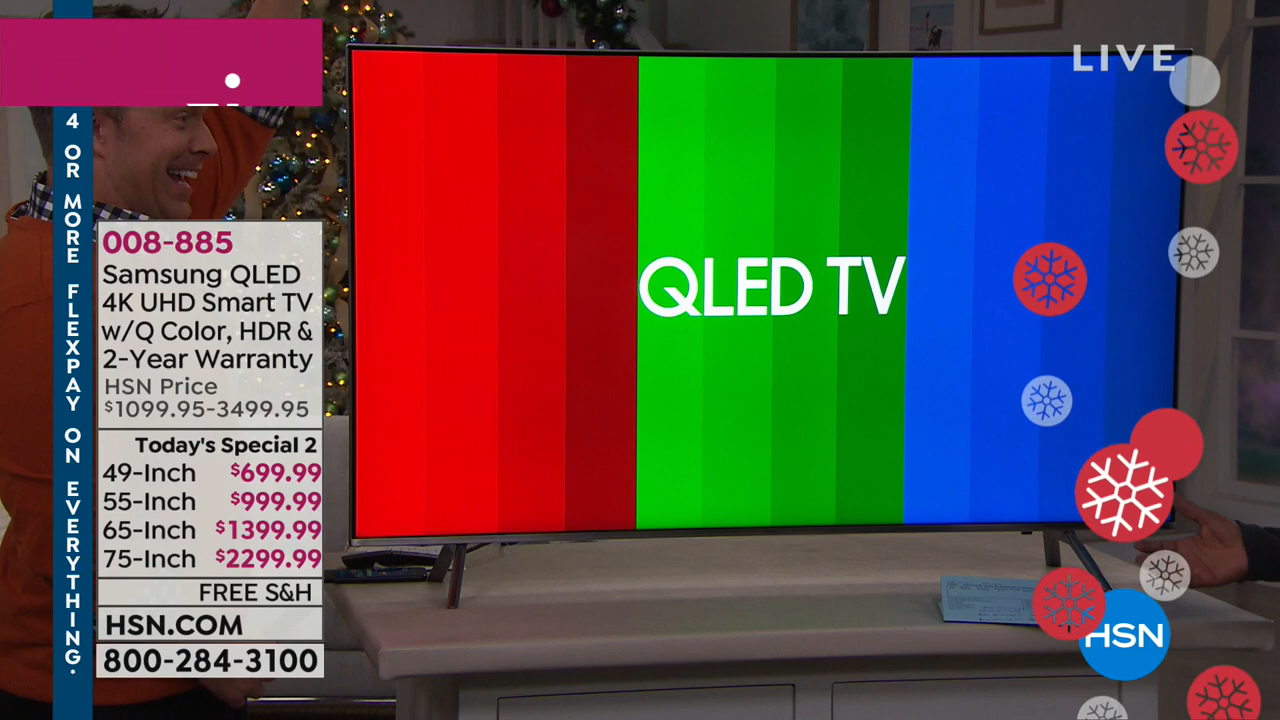 LIVE
4 OR MORE FLEXPAY ON EVERYTHING.
008-885
Samsung QLED
4K UHD Smart TV
w/Q Color, HDR &
2-Year Warranty
HSN Price
$1099.95-3499.95
Today's Special 2
49-Inch $699.99
55-Inch $999.99
65-Inch $1399.99
75-Inch $2299.99
FREE S&H
HSN.COM
800-284-3100
QLED TV
HSN